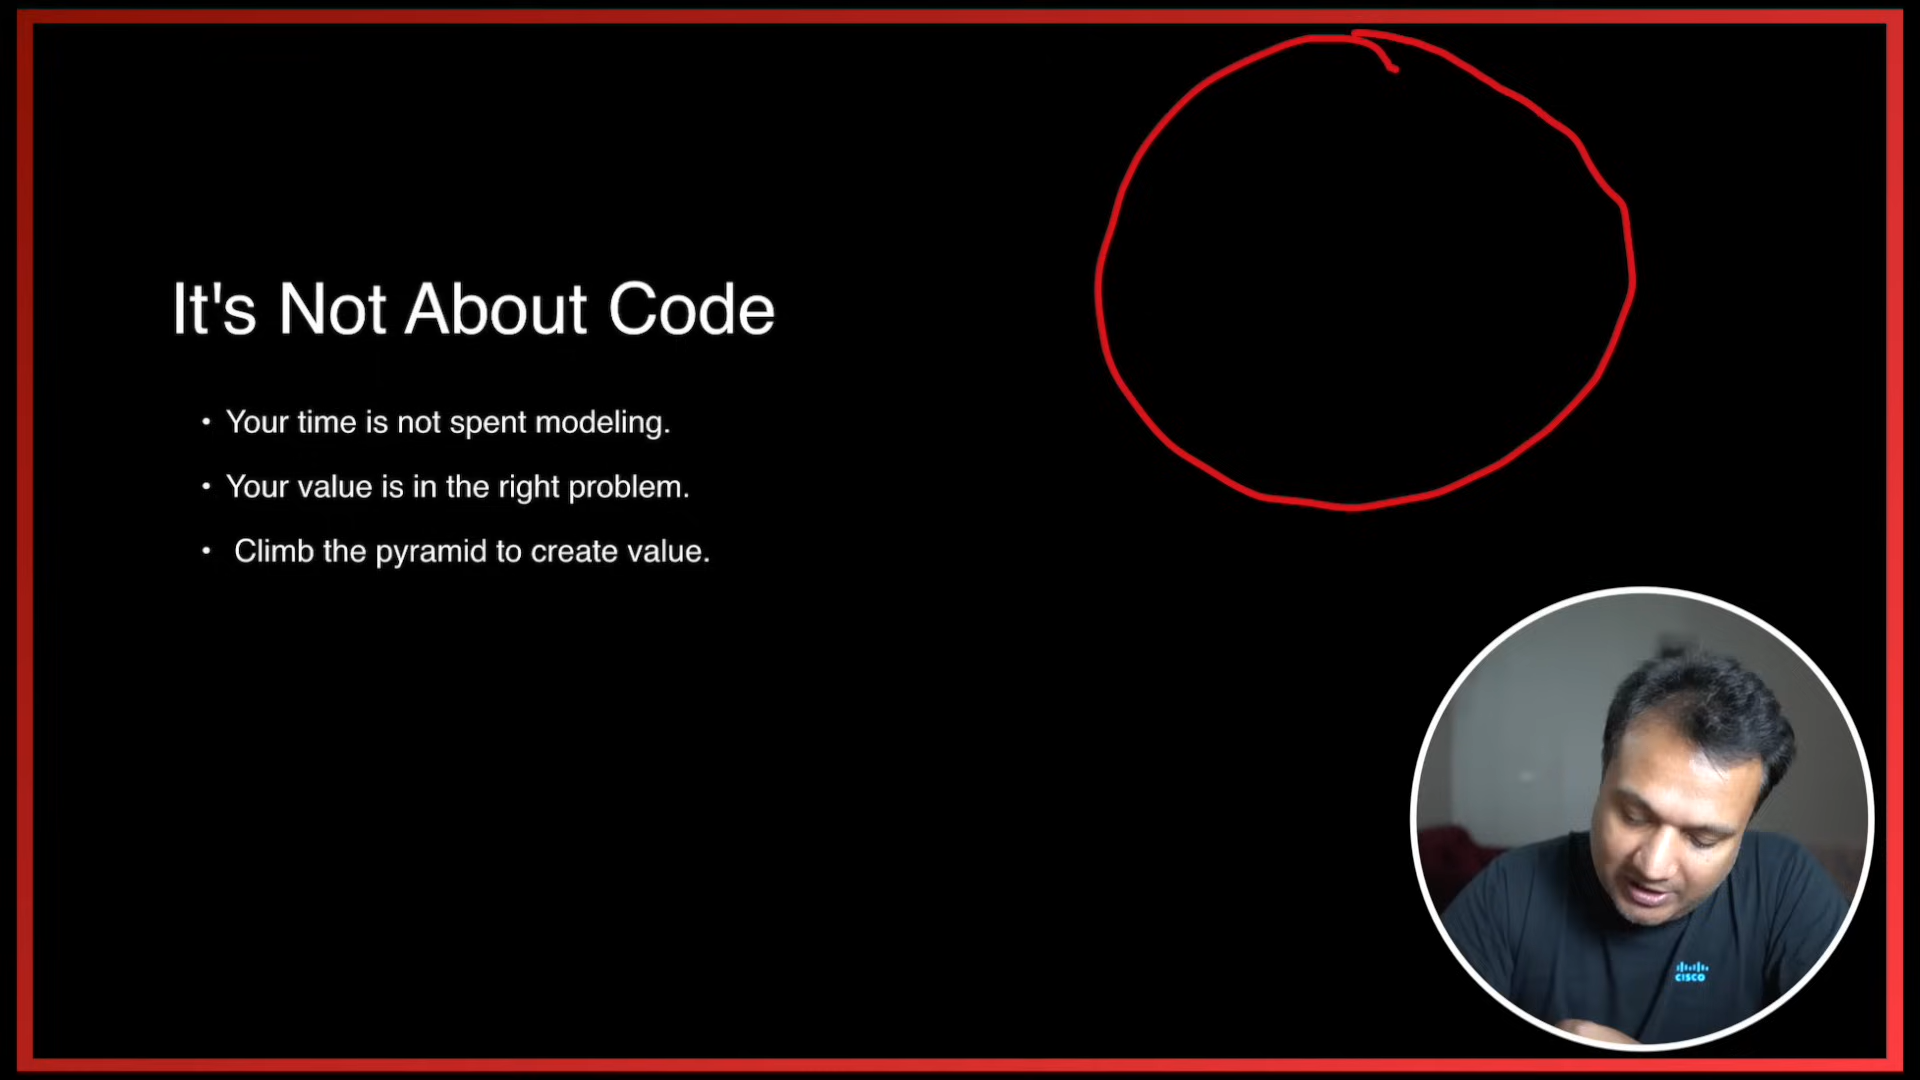 It's Not About Code
• Your time is not spent modeling.
• Your value is in the right problem.
• Climb the pyramid to create value.
CISCO